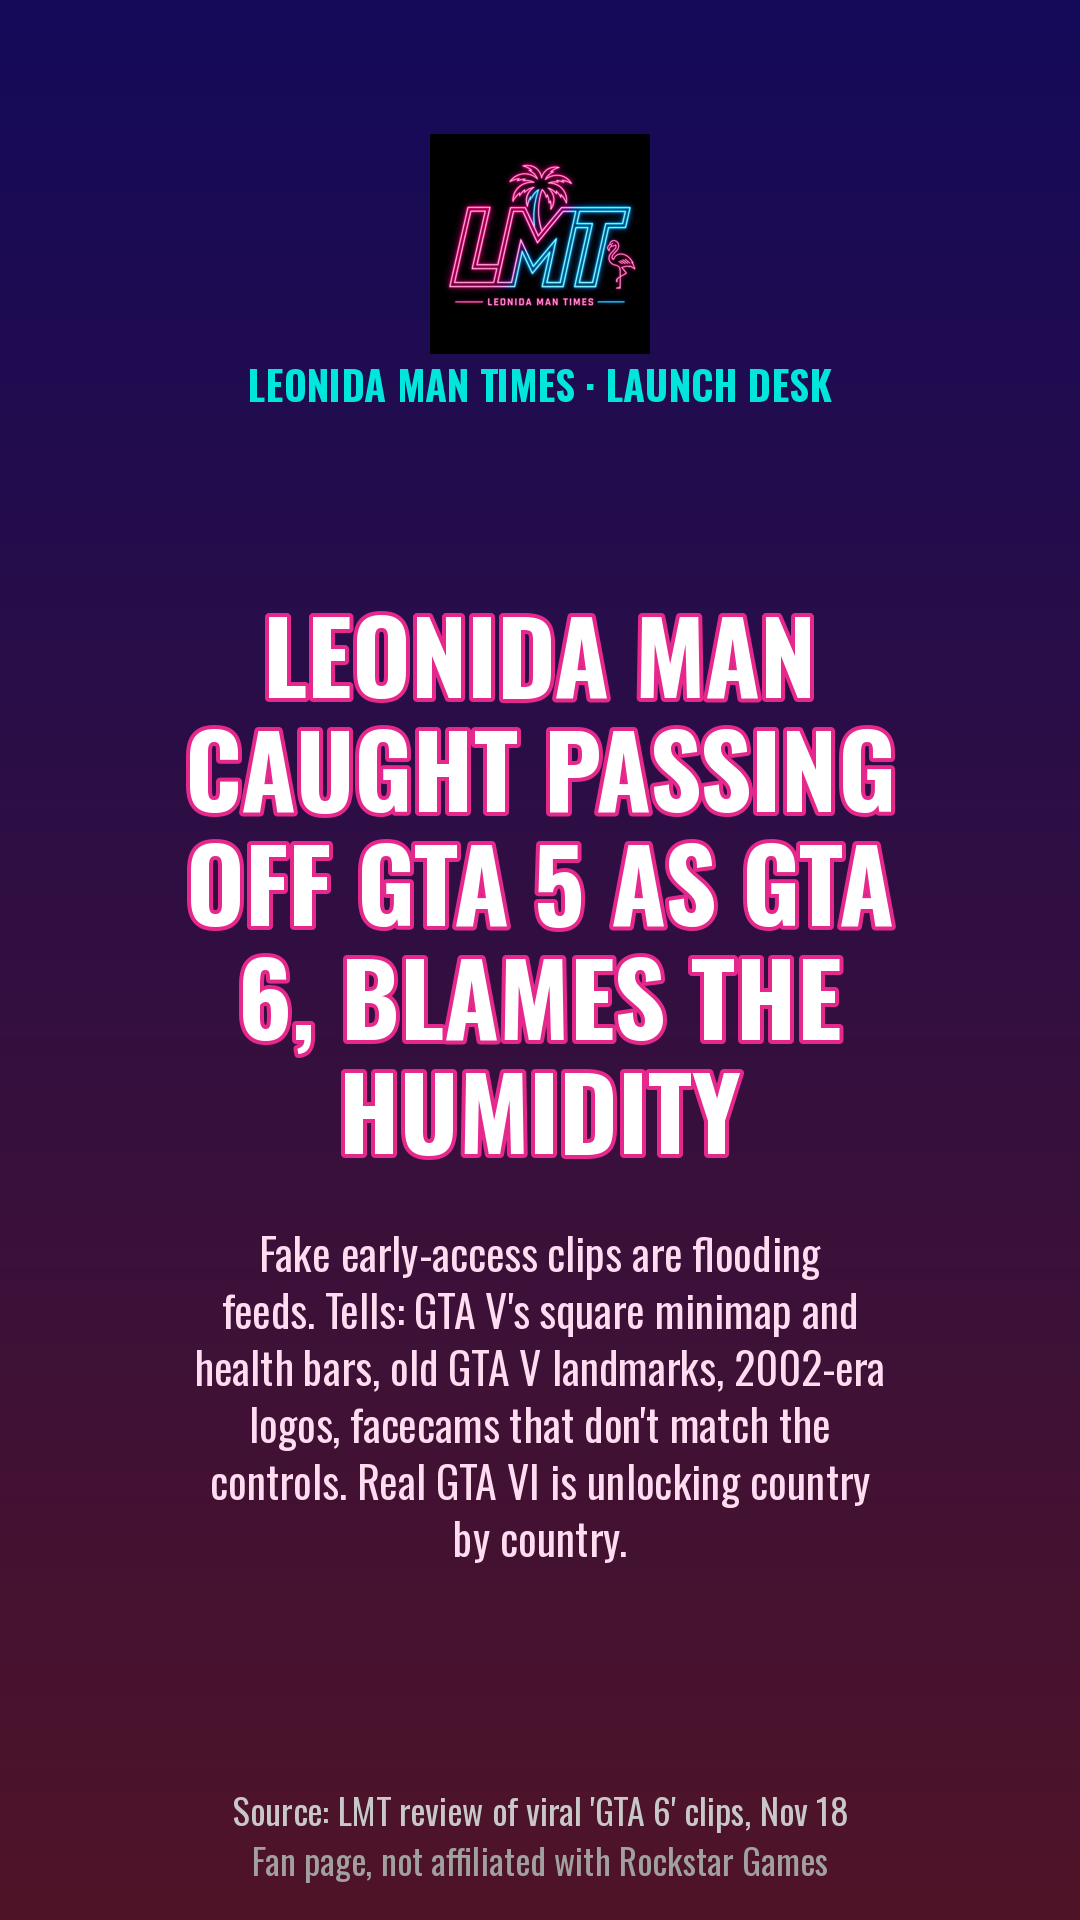 LMT
LEONIDA MAN TIMES
LEONIDA MAN TIMES · LAUNCH DESK
LEONIDA MAN
CAUGHT PASSING
OFF GTA 5 AS GTA
6, BLAMES THE
HUMIDITY
Fake early-access clips are flooding
feeds. Tells: GTA V's square minimap and
health bars, old GTA V landmarks, 2002-era
logos, facecams that don't match the
controls. Real GTA VI is unlocking country
by country.
Source: LMT review of viral 'GTA 6' clips, Nov 18
Fan page, not affiliated with Rockstar Games